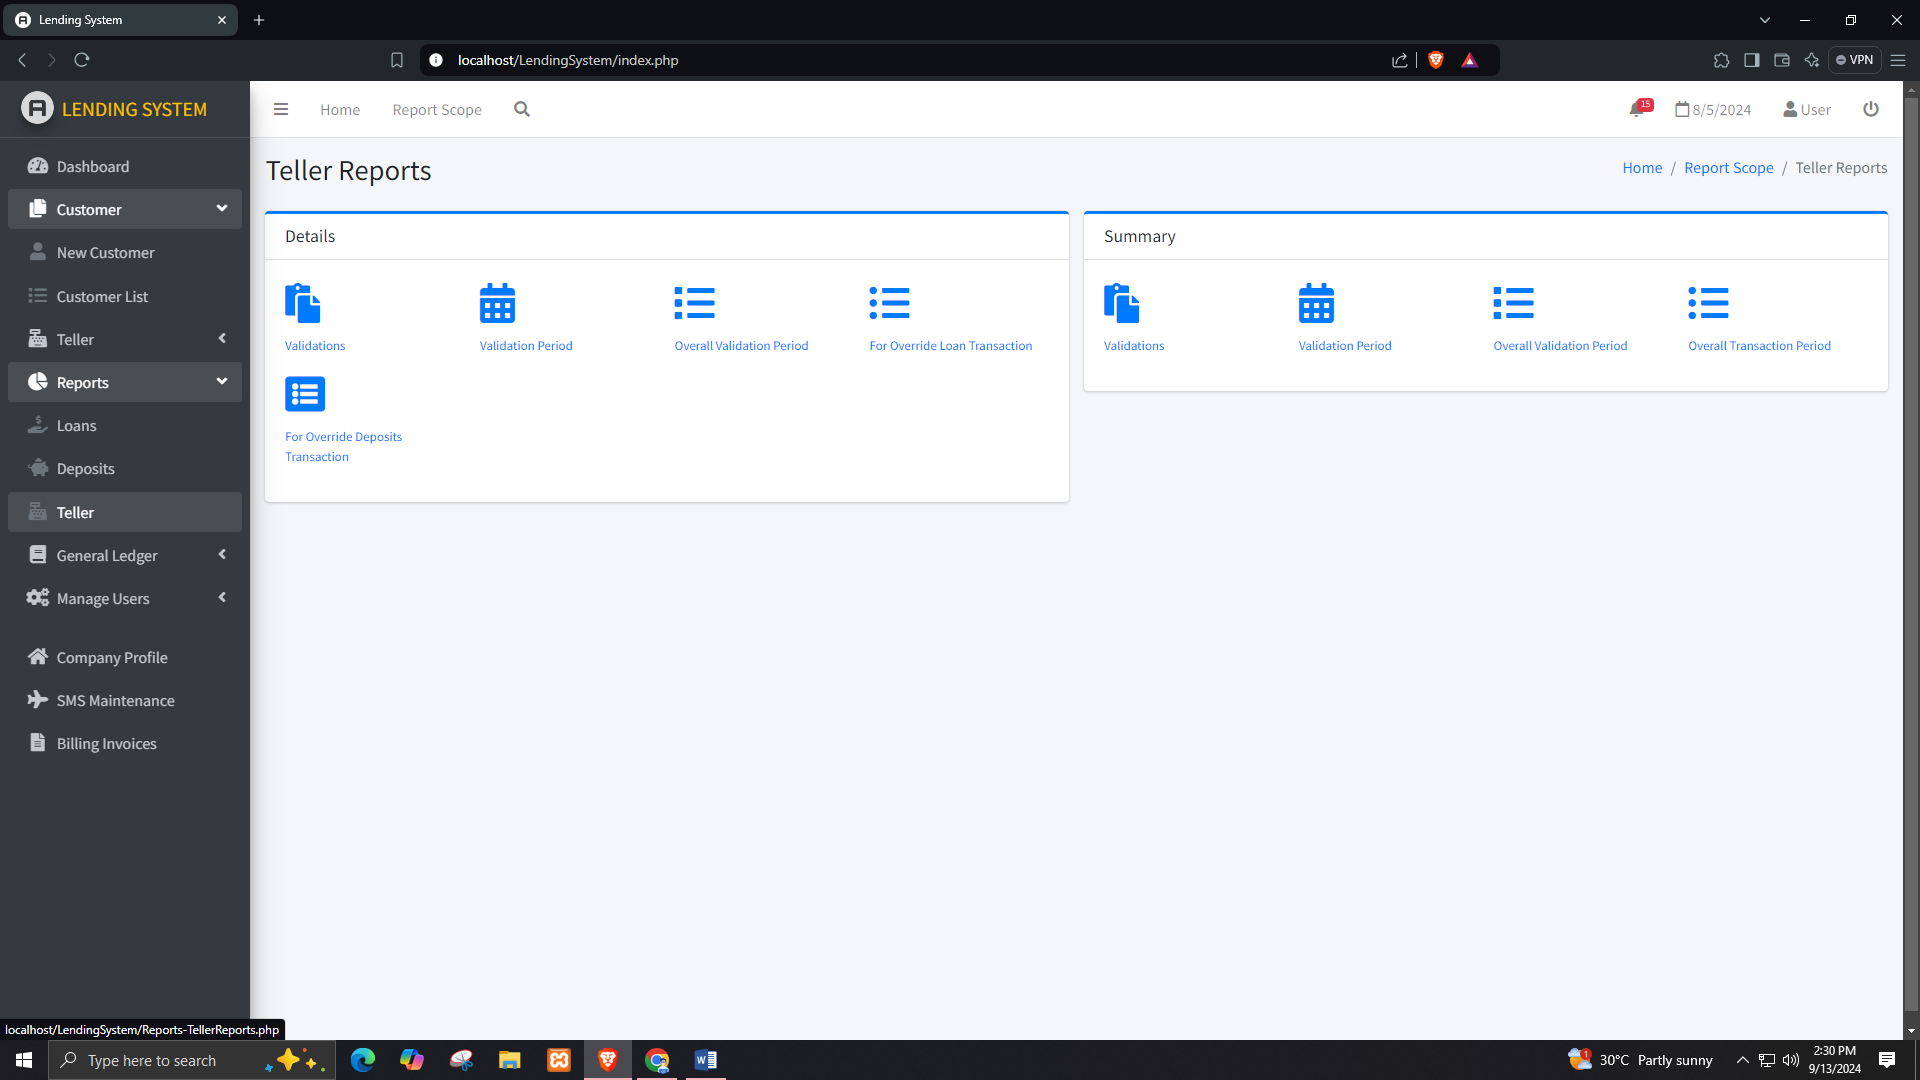 Lending System
localhost/LendingSystem/index.php
VPN
LENDING SYSTEM
Home
Report Scope
15
8/5/2024
User
Dashboard
Customer
New Customer
Customer List
Teller
Reports
Loans
Deposits
Teller
General Ledger
Manage Users
Company Profile
SMS Maintenance
Billing Invoices
Teller Reports
Home / Report Scope / Teller Reports
Details
Validations
Validation Period
Overall Validation Period
For Override Loan Transaction
For Override Deposits
Transaction
Summary
Validations
Validation Period
Overall Validation Period
Overall Transaction Period
localhost/LendingSystem/Reports-TellerReports.php
Type here to search
1
30°C Partly sunny
2:30 PM
9/13/2024